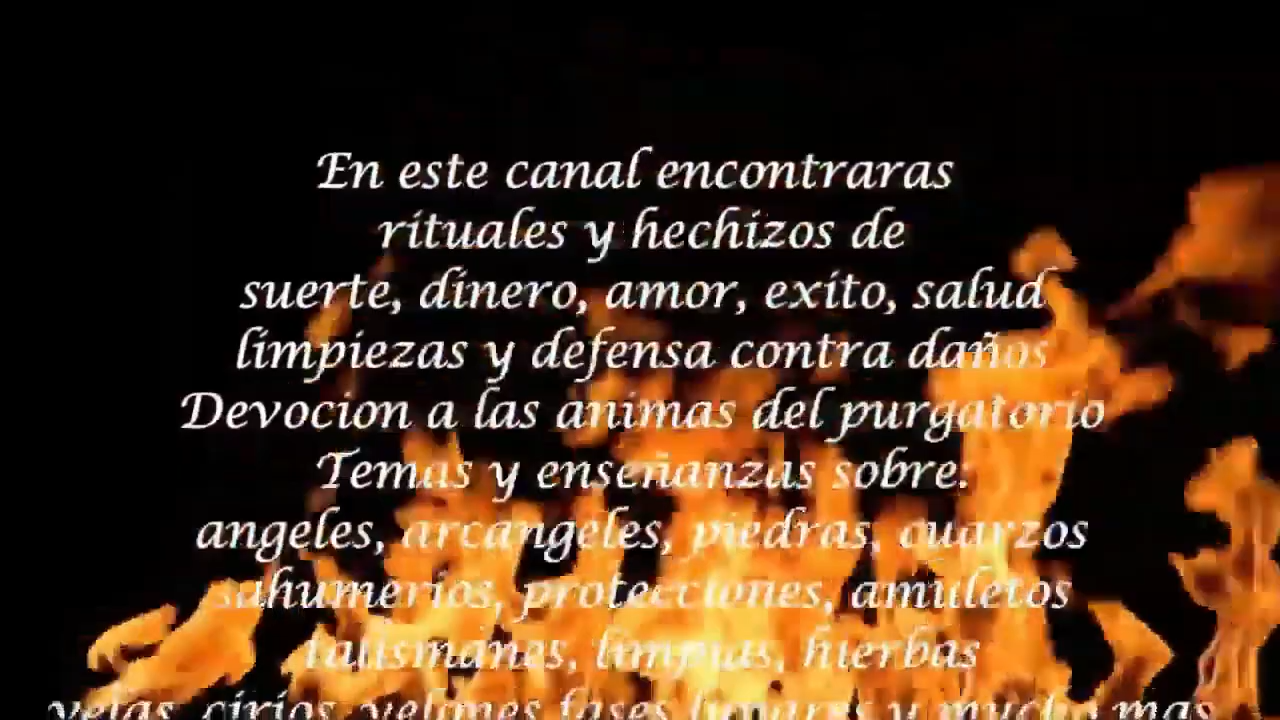 En este canal encontraras
rituales y hechizos de
suerte, dinero, amor, exito, salud
limpiezas y defensa contra daños
Devocion a las animas del purgatorio
Temas y enseñanzas sobre:
angeles, arcangeles, piedras, cuarzos
sahumerios, protecciones, amuletos
talismanes, limpias, hierbas
velas, cirios, velones fases lunares y mucho mas